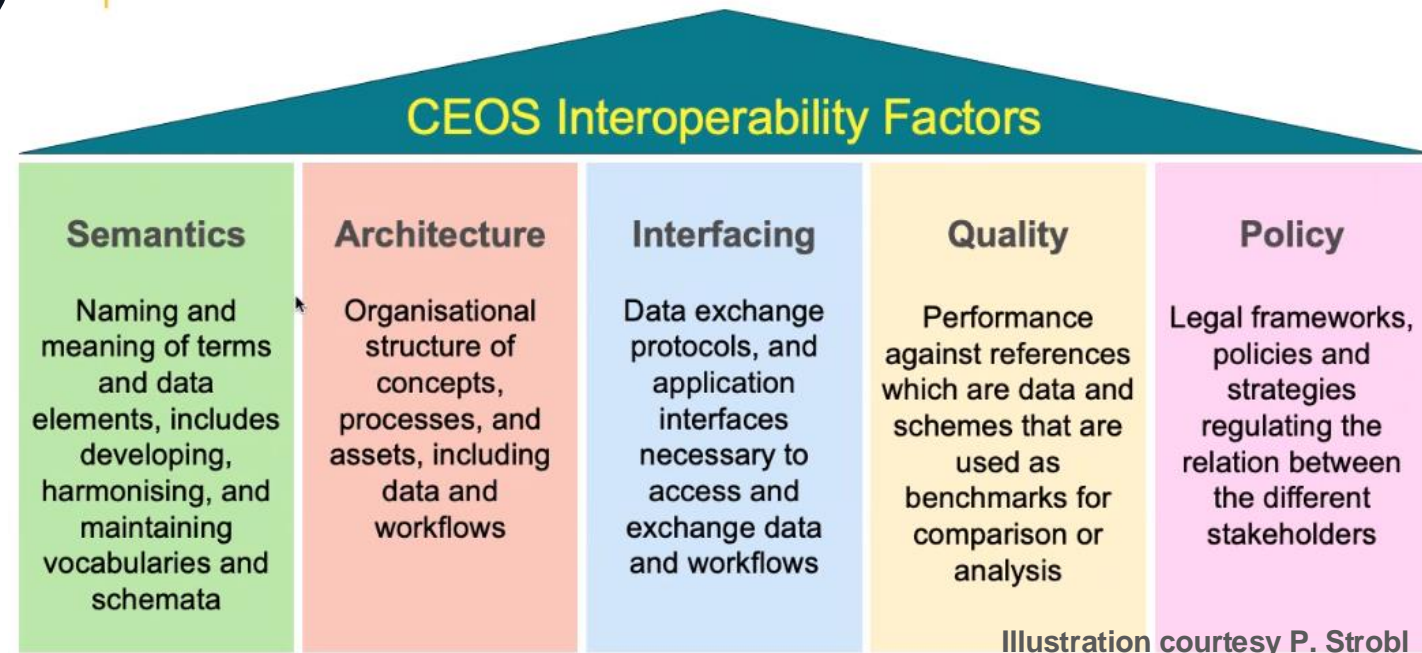 CEOS Interoperability Factors
Semantics
Naming and
meaning of terms
and data
elements, includes
developing,
harmonising, and
maintaining
vocabularies and
schemata
Architecture
Organisational
structure of
concepts,
processes, and
assets, including
data and
workflows
Interfacing
Data exchange
protocols, and
application
interfaces
necessary to
access and
exchange data
and workflows
Quality
Performance
against references
which are data and
schemes that are
used as
benchmarks for
comparison or
analysis
Policy
Legal frameworks,
policies and
strategies
regulating the
relation between
the different
stakeholders
Illustration courtesy P. Strobl